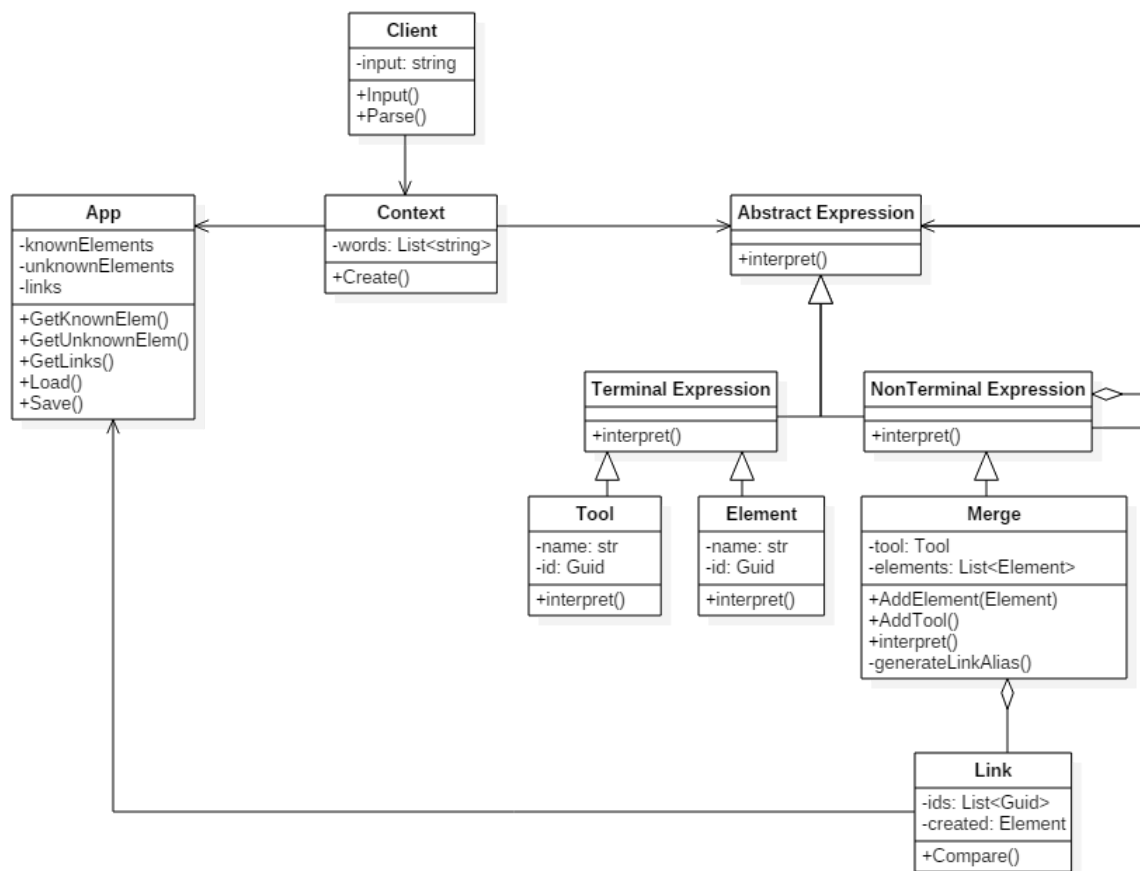 Client
-input: string
+Input()
+Parse()
App
-knownElements
-unknownElements
-links
+GetKnownElem()
+GetUnknownElem()
+GetLinks()
+Load()
+Save()
Context
-words: List<string>
+Create()
Abstract Expression
+interpret()
Terminal Expression
+interpret()
NonTerminal Expression
+interpret()
Tool
-name: str
-id: Guid
+interpret()
Element
-name: str
-id: Guid
+interpret()
Merge
-tool: Tool
-elements: List<Element>
+AddElement(Element)
+AddTool()
+interpret()
-generateLinkAlias()
Link
-ids: List<Guid>
-created: Element
+Compare()